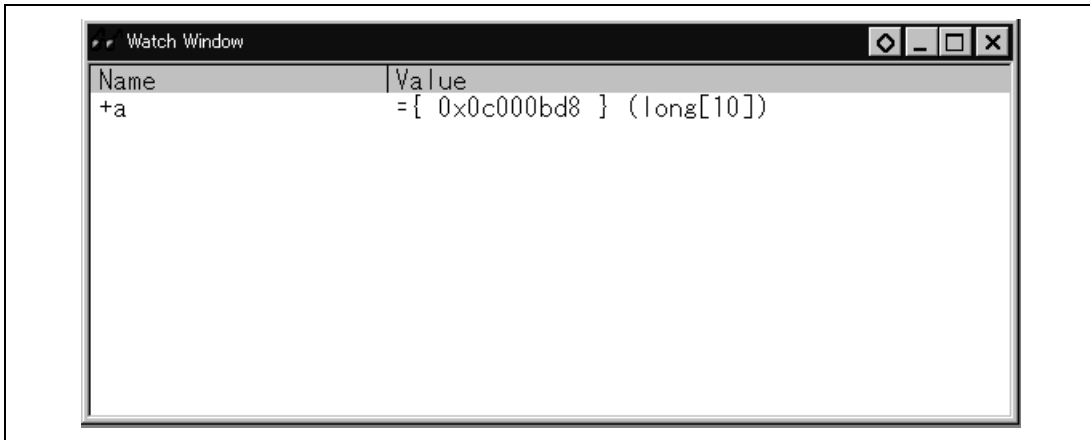 Watch Window
Name Value
+a ={ 0x0c000bd8 } (long[10])